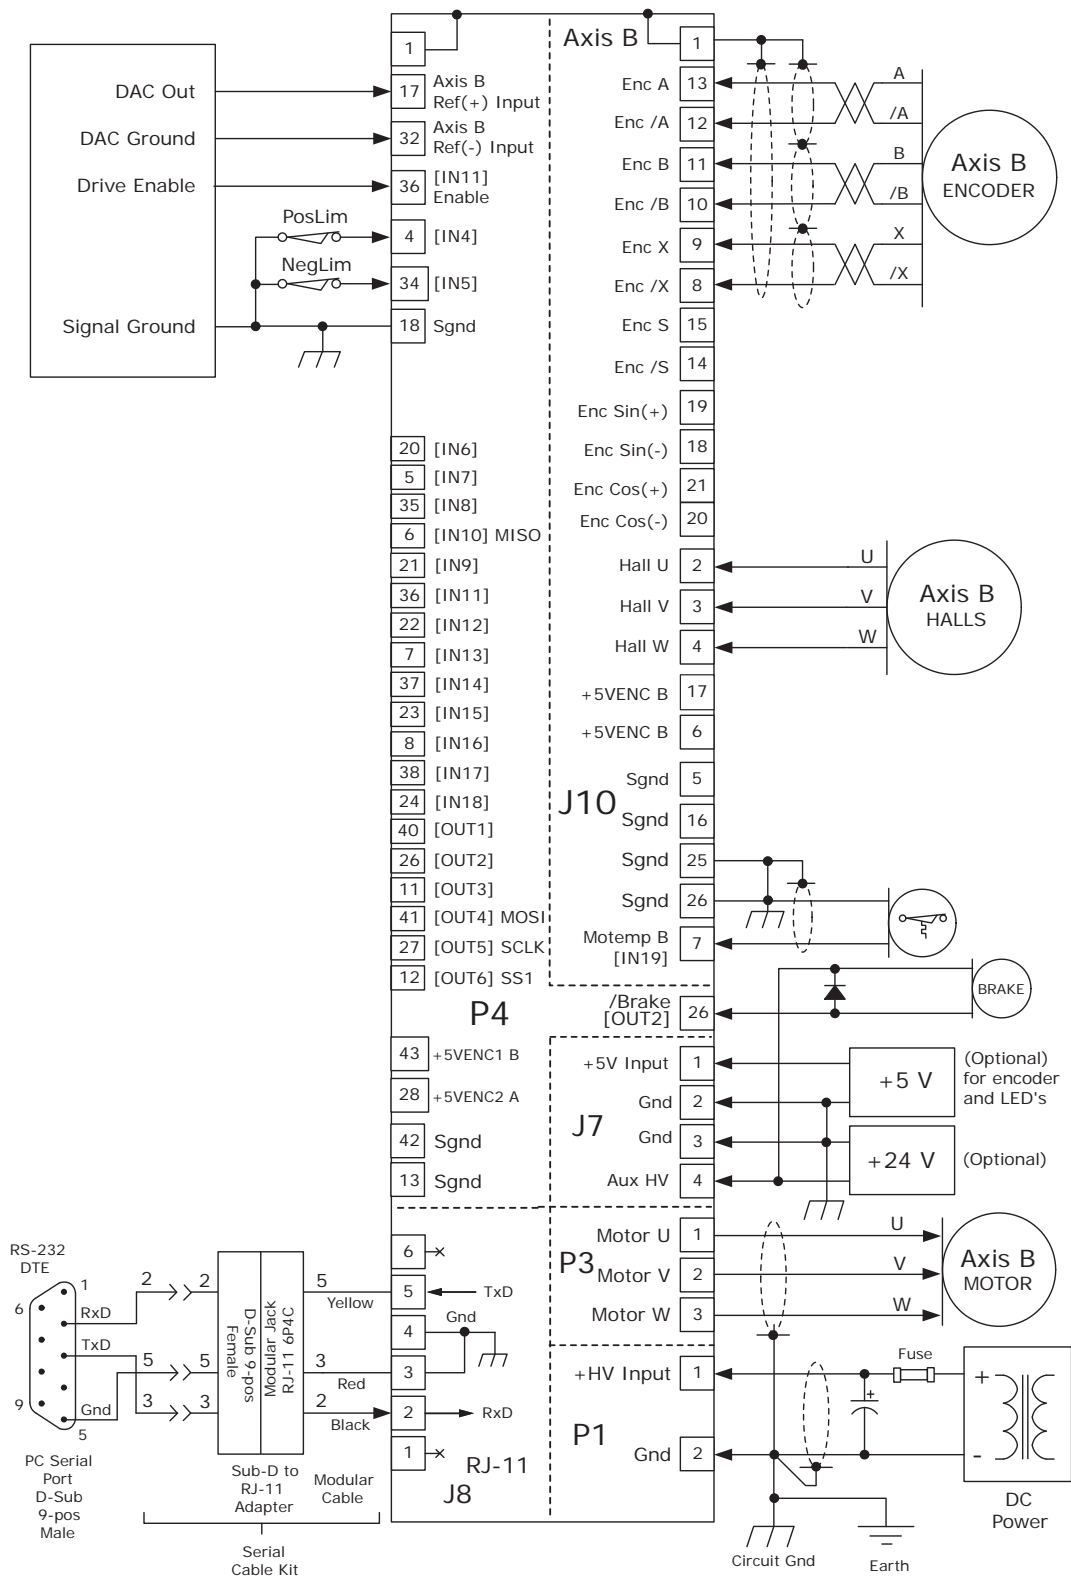 DAC Out
DAC Ground
Drive Enable
PosLim
NegLim
Signal Ground
1
17 Axis B
Ref(+) Input
32 Axis B
Ref(-) Input
36 [IN11]
Enable
4 [IN4]
34 [IN5]
18 Sgnd
20 [IN6]
5 [IN7]
35 [IN8]
6 [IN10] MISO
21 [IN9]
36 [IN11]
22 [IN12]
7 [IN13]
37 [IN14]
23 [IN15]
8 [IN16]
38 [IN17]
24 [IN18]
40 [OUT1]
26 [OUT2]
11 [OUT3]
41 [OUT4] MOSI
27 [OUT5] SCLK
12 [OUT6] SS1
P4
43 +5VENC1 B
28 +5VENC2 A
42 Sgnd
13 Sgnd
Axis B 1
Enc A 13 A
Enc /A 12 /A
Enc B 11 B
Enc /B 10 /B
Enc X 9 X
Enc /X 8 /X
Axis B
ENCODER
Enc S 15
Enc /S 14
Enc Sin(+) 19
Enc Sin(-) 18
Enc Cos(+) 21
Enc Cos(-) 20
Hall U 2 U
Hall V 3 V
Hall W 4 W
Axis B
HALLS
+5VENC B 17
+5VENC B 6
Sgnd 5
J10
Sgnd 16
Sgnd 25
Sgnd 26
Motemp B 7
[IN19]
/Brake
[OUT2] 26
BRAKE
J7
+5V Input 1
+5 V
(Optional)
for encoder
and LED's
Gnd 2
Gnd 3
+24 V (Optional)
Aux HV 4
P3
Motor U 1 U
Motor V 2 V
Motor W 3 W
Axis B
MOTOR
P1
+HV Input 1
Fuse
+
+
-
Gnd 2
DC
Power
Circuit Gnd
Earth
RS-232
DTE
1
6
RxD
TxD
9
Gnd
5
PC Serial
Port
D-Sub
9-pos
Male
2 2
5 5
3 3
D-Sub 9-pos
Female
Modular Jack
RJ-11 6P4C
5
Yellow
3
Red
2
Black
Sub-D to
RJ-11
Adapter
Modular
Cable
Serial
Cable Kit
6
5 TxD
4 Gnd
3
2 RxD
1
RJ-11
J8